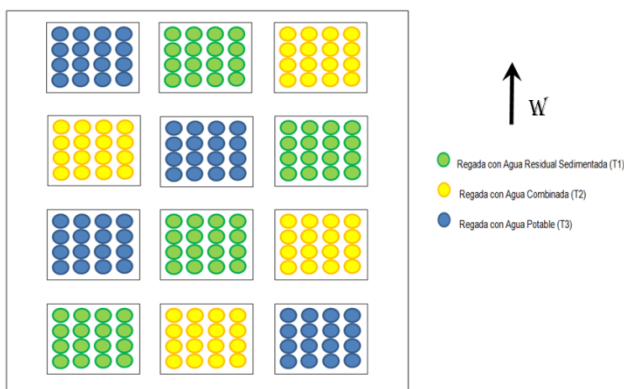 W
Regada con Agua Residual Sedimentada (T1)
Regada con Agua Combinada (T2)
Regada con Agua Potable (T3)